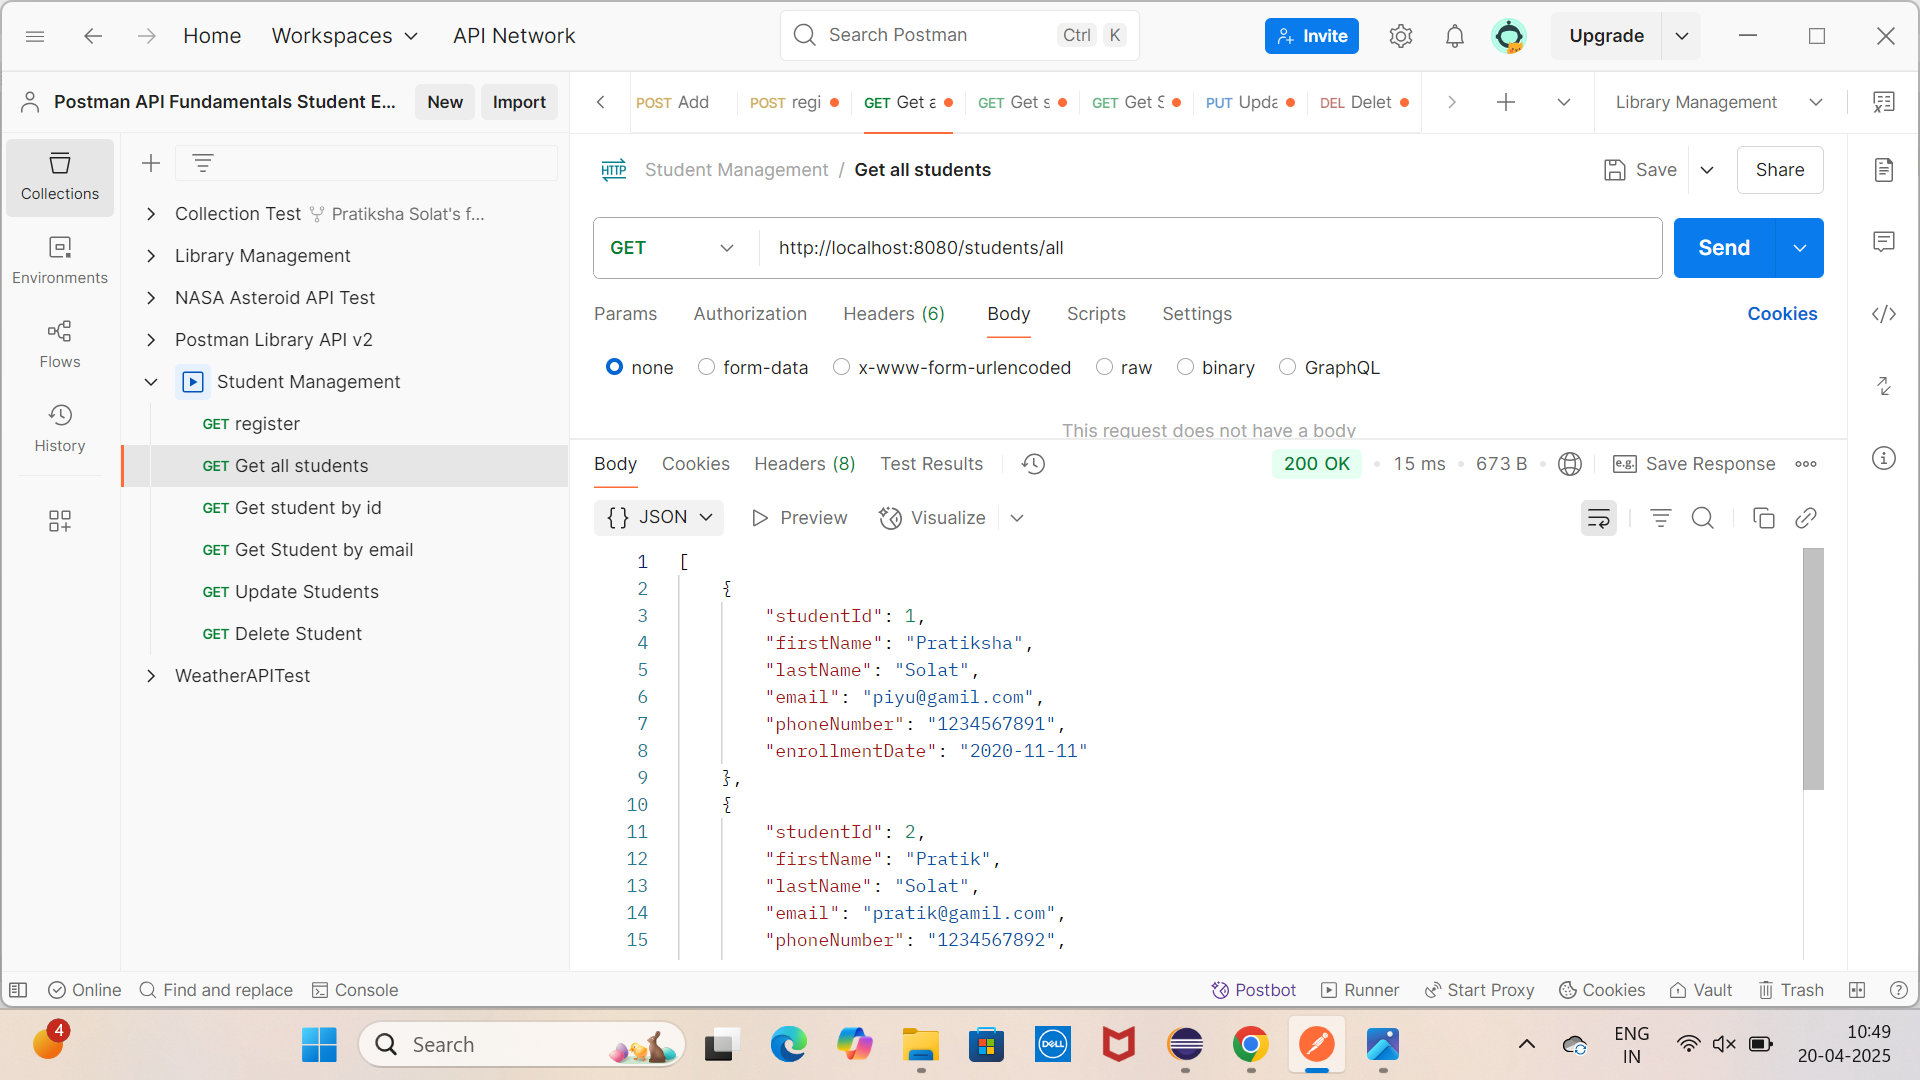 Home
Workspaces
API Network
Search Postman
Ctrl K
Invite
Upgrade
Postman API Fundamentals Student E...
New
Import
POST Add
POST regi
GET Get a
GET Get s
GET Get S
PUT Upda
DEL Delet
Library Management
Collections
Environments
Flows
History
Collection Test Pratiksha Solat's f...
Library Management
NASA Asteroid API Test
Postman Library API v2
Student Management
GET register
GET Get all students
GET Get student by id
GET Get Student by email
GET Update Students
GET Delete Student
WeatherAPITest
HTTP Student Management / Get all students
Save
Share
GET http://localhost:8080/students/all
Send
Params Authorization Headers (6) Body Scripts Settings
Cookies
none form-data x-www-form-urlencoded raw binary GraphQL
This request does not have a body
Body Cookies Headers (8) Test Results
200 OK • 15 ms • 673 B •
e.g. Save Response
{} JSON Preview Visualize
1 [
2 {
3 "studentId": 1,
4 "firstName": "Pratiksha",
5 "lastName": "Solat",
6 "email": "piyu@gamil.com",
7 "phoneNumber": "1234567891",
8 "enrollmentDate": "2020-11-11"
9 },
10 {
11 "studentId": 2,
12 "firstName": "Pratik",
13 "lastName": "Solat",
14 "email": "pratik@gamil.com",
15 "phoneNumber": "1234567892",
Online Find and replace Console
Postbot Runner Start Proxy Cookies Vault Trash
4
Search
DELL
ENG
IN
10:49
20-04-2025